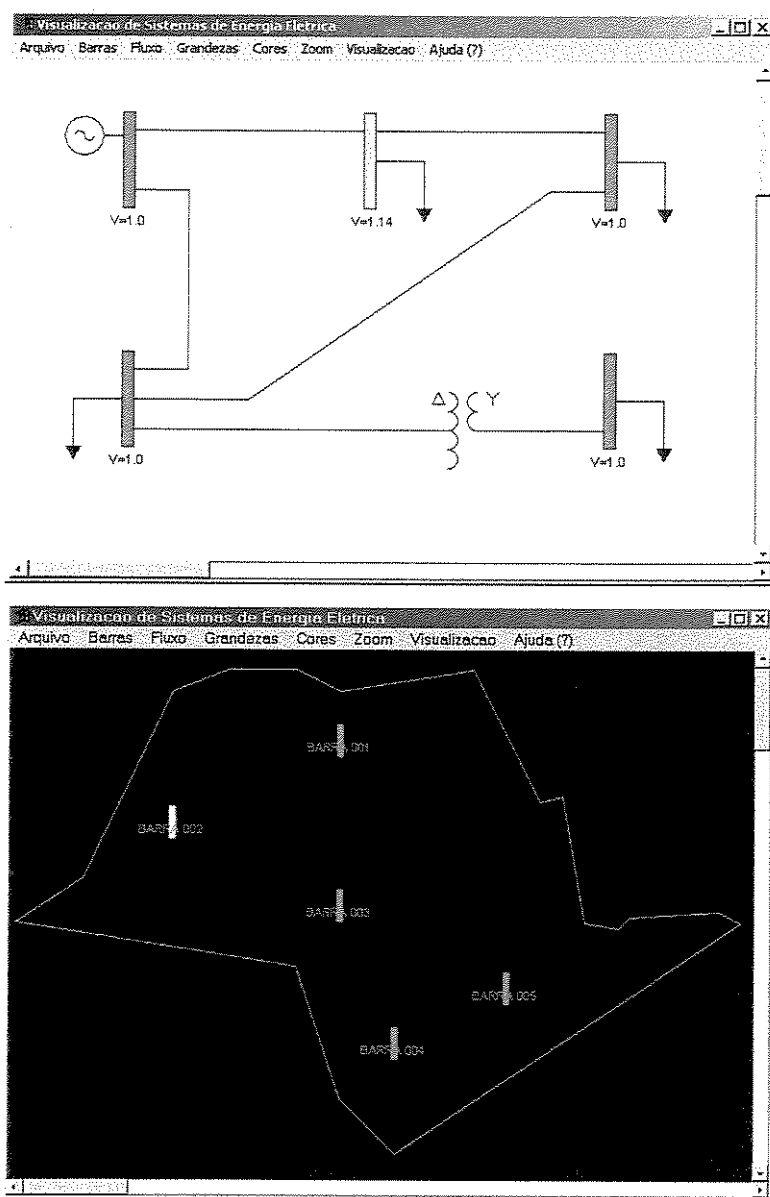 Visualizacao de Sistemas de Energia Eletrica
Arquivo Barras Fluxo Grandezas Cores Zoom Visualizacao Ajuda (?)
V=1.0
V=1.14
V=1.0
Δ Y
V=1.0
V=1.0
Visualizacao de Sistemas de Energia Eletrica
Arquivo Barras Fluxo Grandezas Cores Zoom Visualizacao Ajuda (?)
BARRA 001
BARRA 002
BARRA 003
BARRA 005
BARRA 004